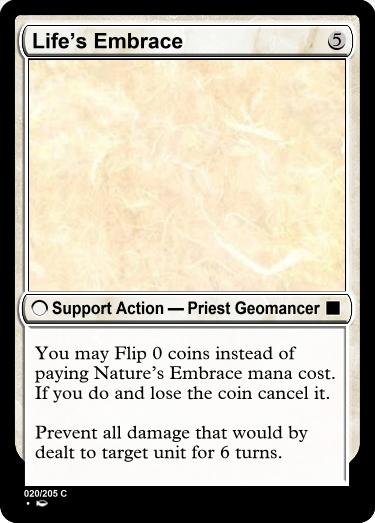 Life's Embrace 5
Support Action — Priest Geomancer
You may Flip 0 coins instead of
paying Nature's Embrace mana cost.
If you do and lose the coin cancel it.
Prevent all damage that would by
dealt to target unit for 6 turns.
020/205 C